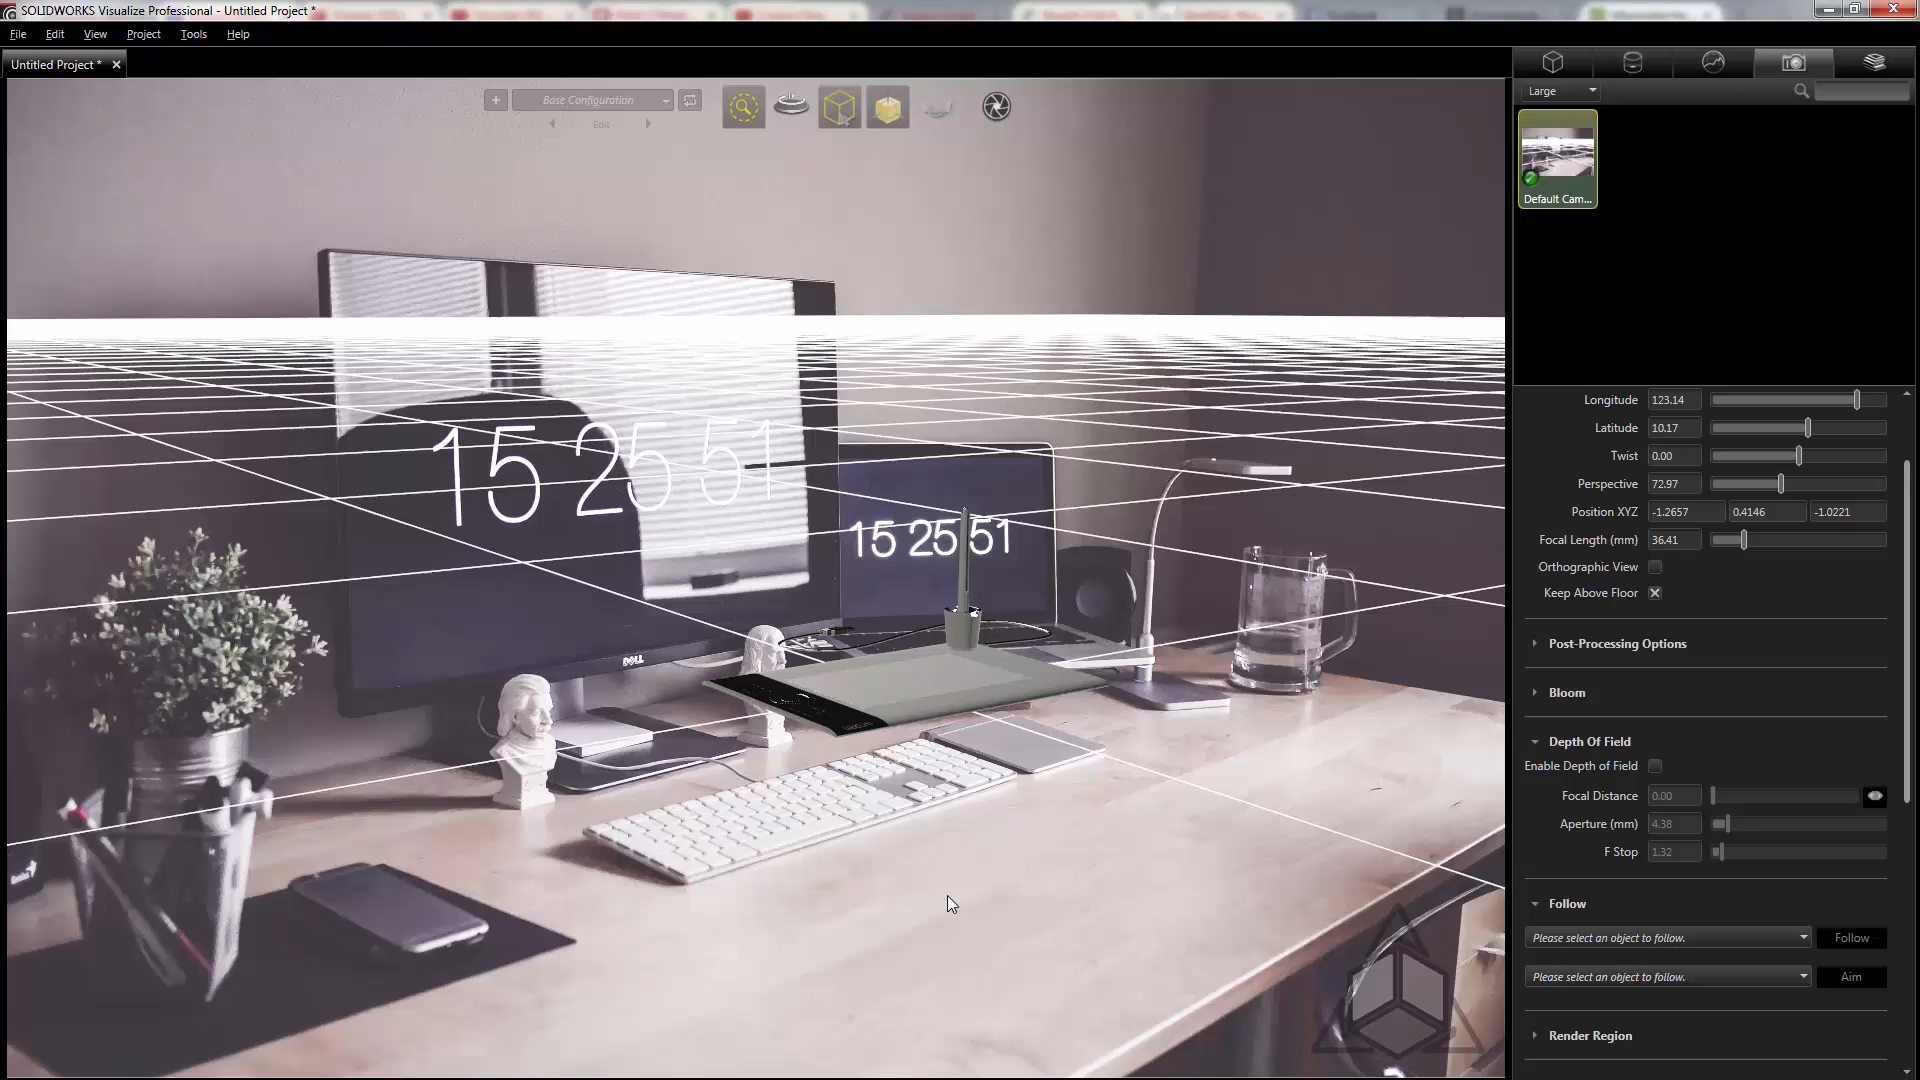 SOLIDWORKS Visualize Professional - Untitled Project *
File Edit View Project Tools Help
Untitled Project *
Base Configuration
Edit
Large
Default Cam...
Longitude 123.14
Latitude 10.17
Twist 0.00
Perspective 72.97
Position XYZ -1.2657 0.4146 -1.0221
Focal Length (mm) 36.41
Orthographic View
Keep Above Floor
Post-Processing Options
Bloom
Depth Of Field
Enable Depth of Field
Focal Distance 0.00
Aperture (mm) 4.38
F Stop 1.32
Follow
Please select an object to follow. Follow
Please select an object to follow. Aim
Render Region
15 25 51
15 25 51
DELL